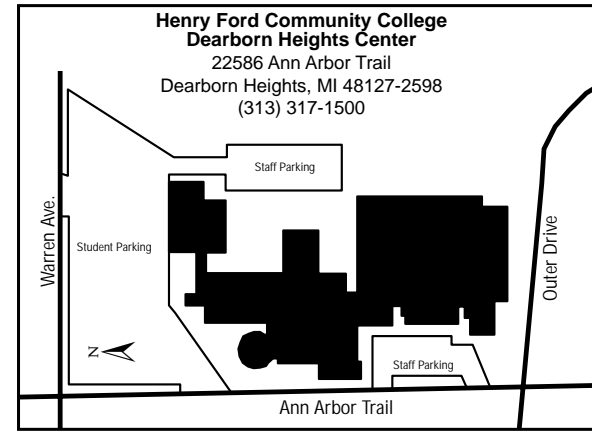 Henry Ford Community College
Dearborn Heights Center
22586 Ann Arbor Trail
Dearborn Heights, MI 48127-2598
(313) 317-1500
Staff Parking
Warren Ave.
Student Parking
Outer Drive
N
Staff Parking
Ann Arbor Trail